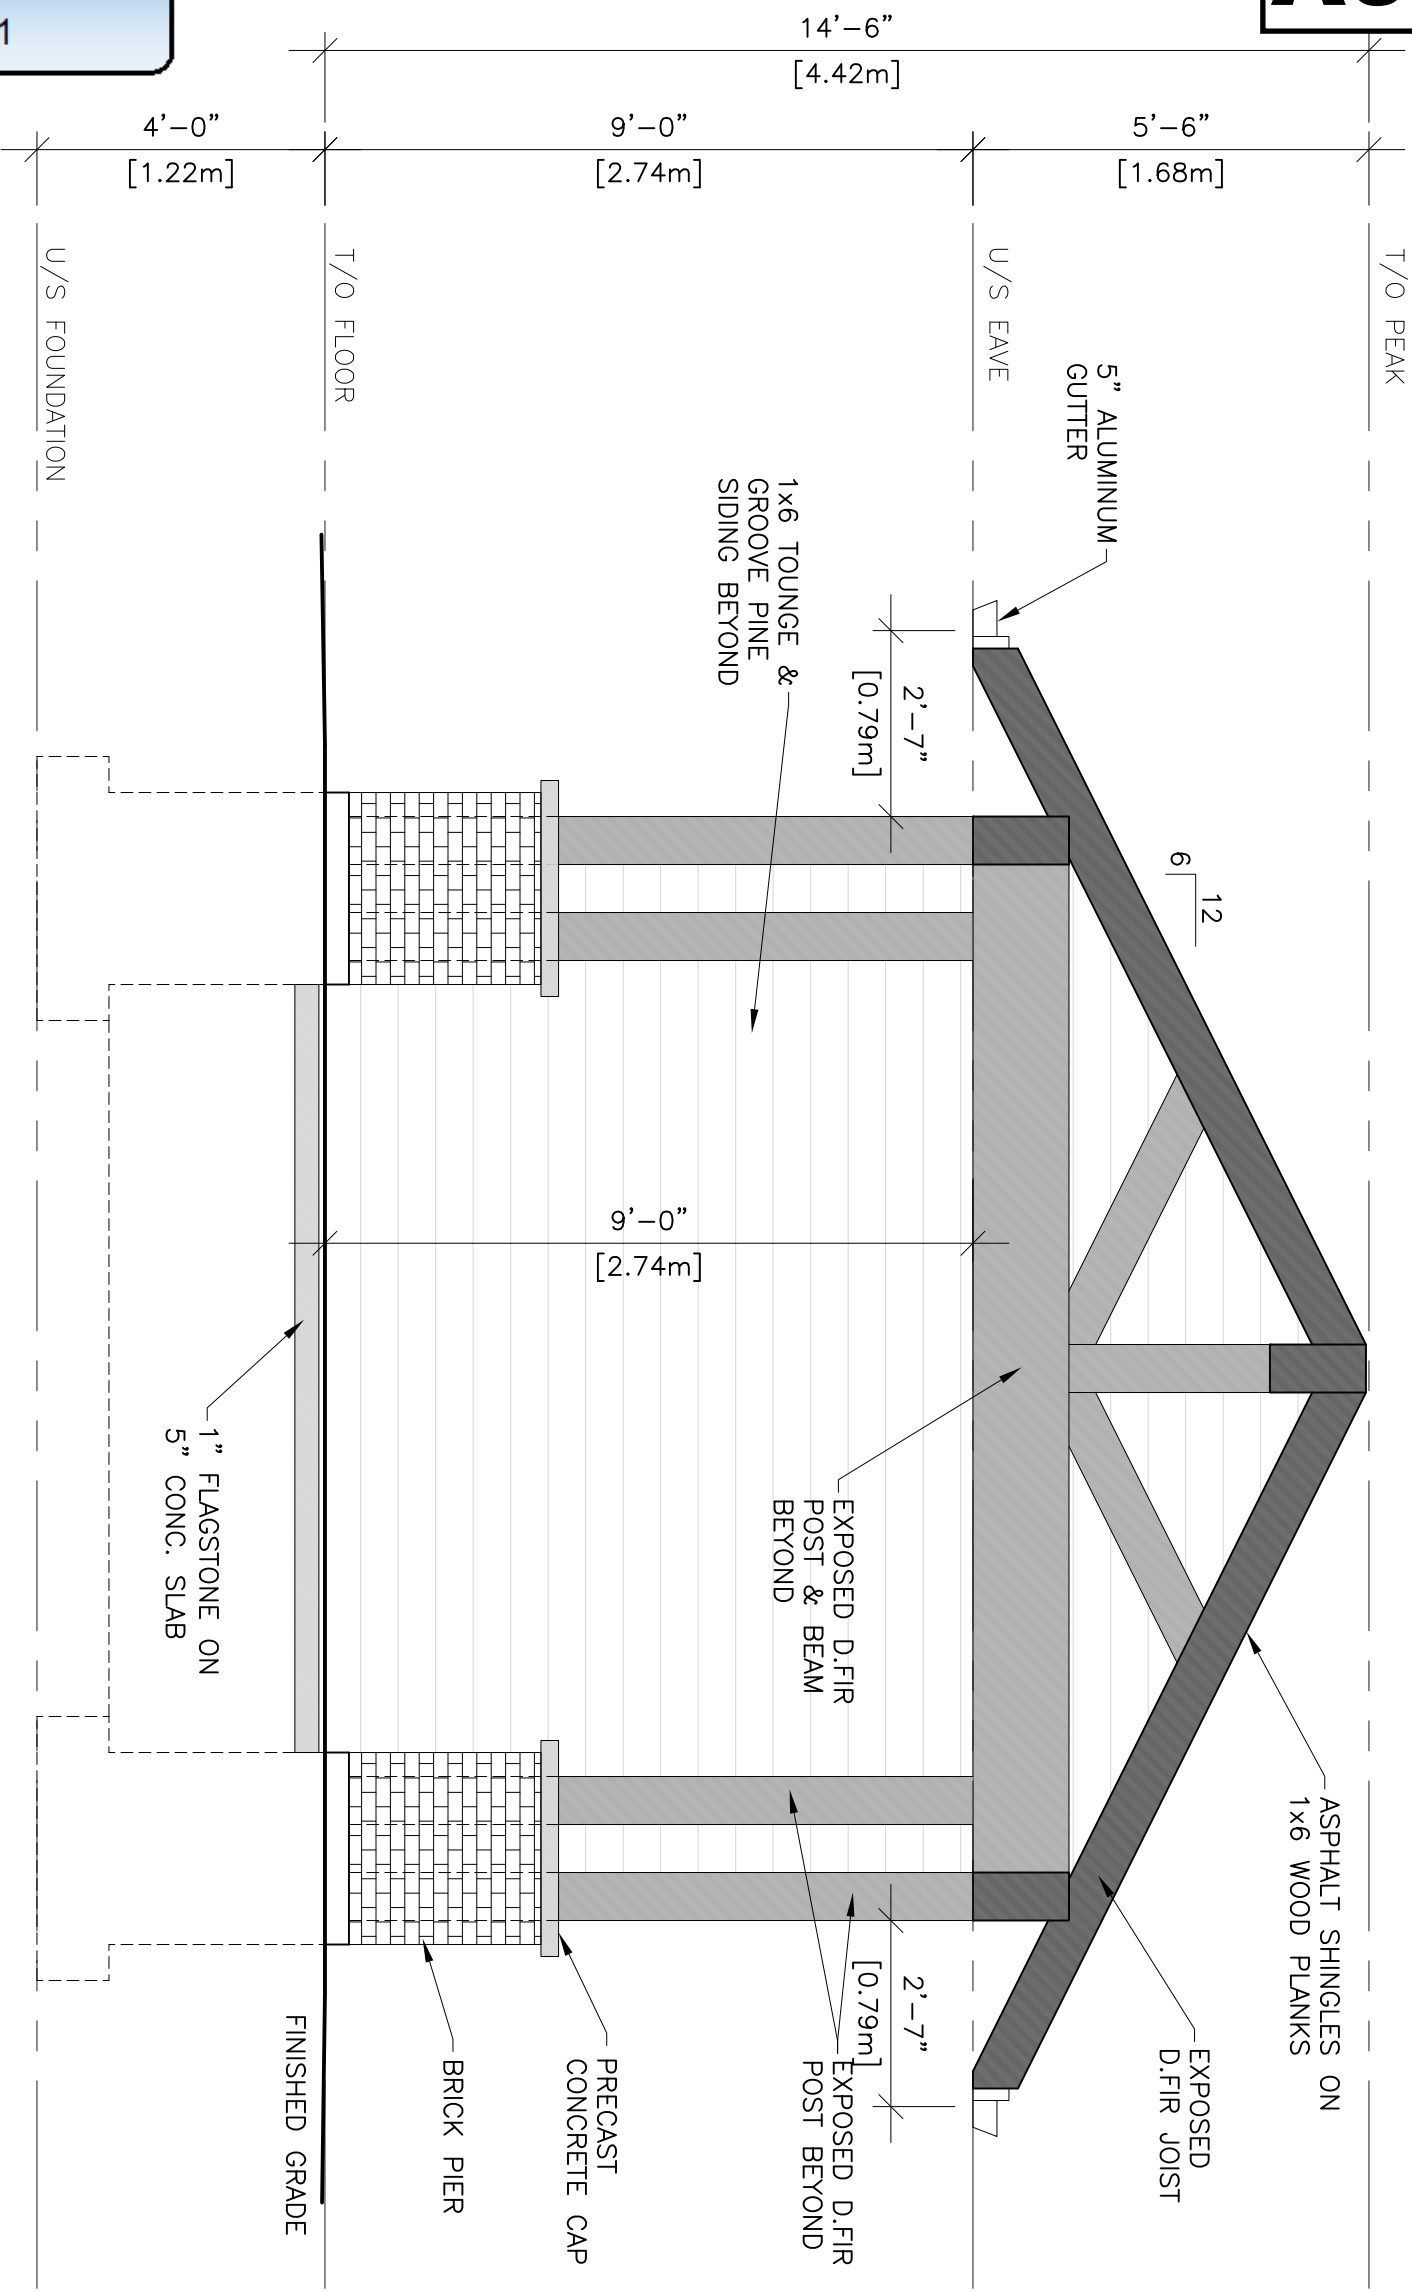 1
14'-6"
[4.42m]
4'-0"
[1.22m]
9'-0"
[2.74m]
5'-6"
[1.68m]
T/O PEAK
U/S EAVE
T/O FLOOR
U/S FOUNDATION
5" ALUMINUM
GUTTER
1x6 TOUNGE &
GROOVE PINE
SIDING BEYOND
2'-7"
[0.79m]
6
12
9'-0"
[2.74m]
1" FLAGSTONE ON
5" CONC. SLAB
EXPOSED D.FIR
POST & BEAM
BEYOND
ASPHALT SHINGLES ON
1x6 WOOD PLANKS
EXPOSED
D.FIR JOIST
2'-7"
[0.79m]
EXPOSED D.FIR
POST BEYOND
PRECAST
CONCRETE CAP
BRICK PIER
FINISHED GRADE